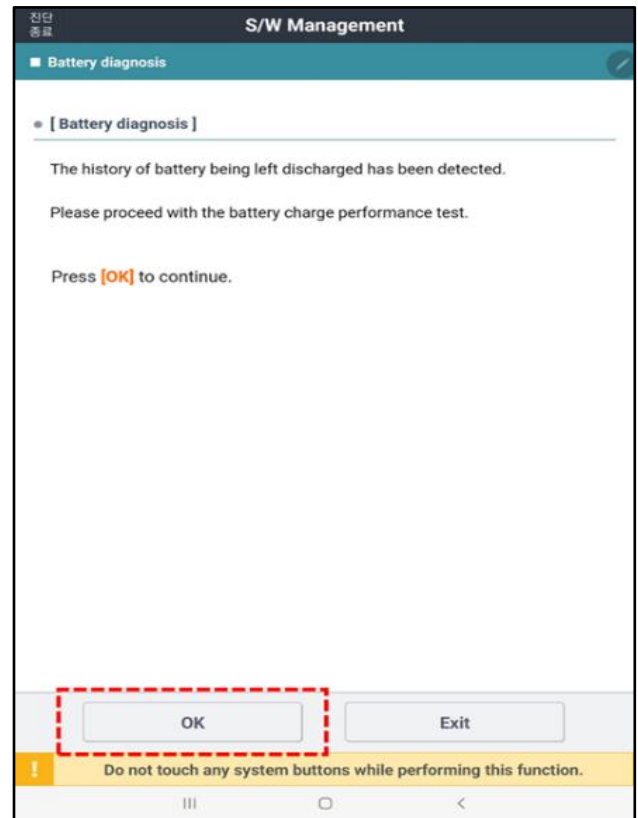 진단
종료
S/W Management
Battery diagnosis
[ Battery diagnosis ]
The history of battery being left discharged has been detected.
Please proceed with the battery charge performance test.
Press [OK] to continue.
OK
Exit
! Do not touch any system buttons while performing this function.